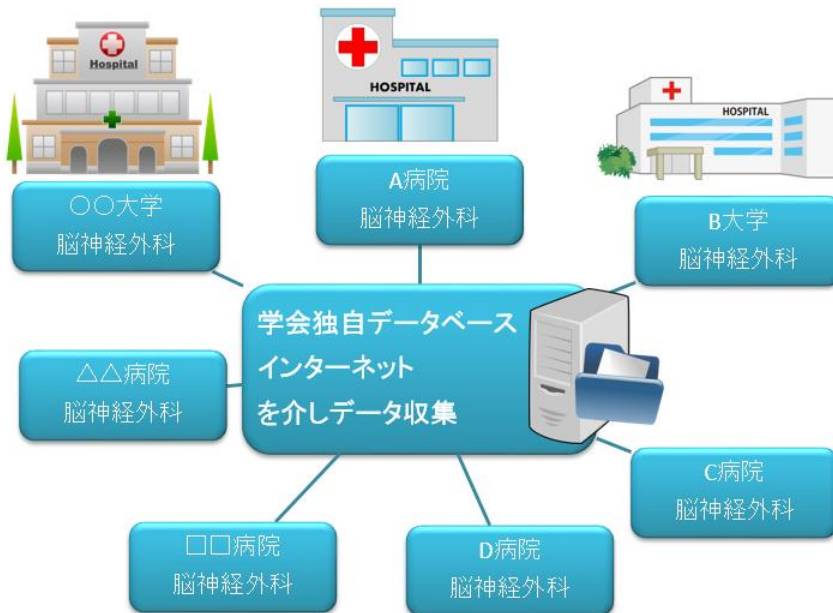 Hospital
HOSPITAL
HOSPITAL
〇〇大学
脳神経外科
A病院
脳神経外科
B大学
脳神経外科
学会独自データベース
インターネット
を介しデータ収集
△△病院
脳神経外科
C病院
脳神経外科
□□病院
脳神経外科
D病院
脳神経外科